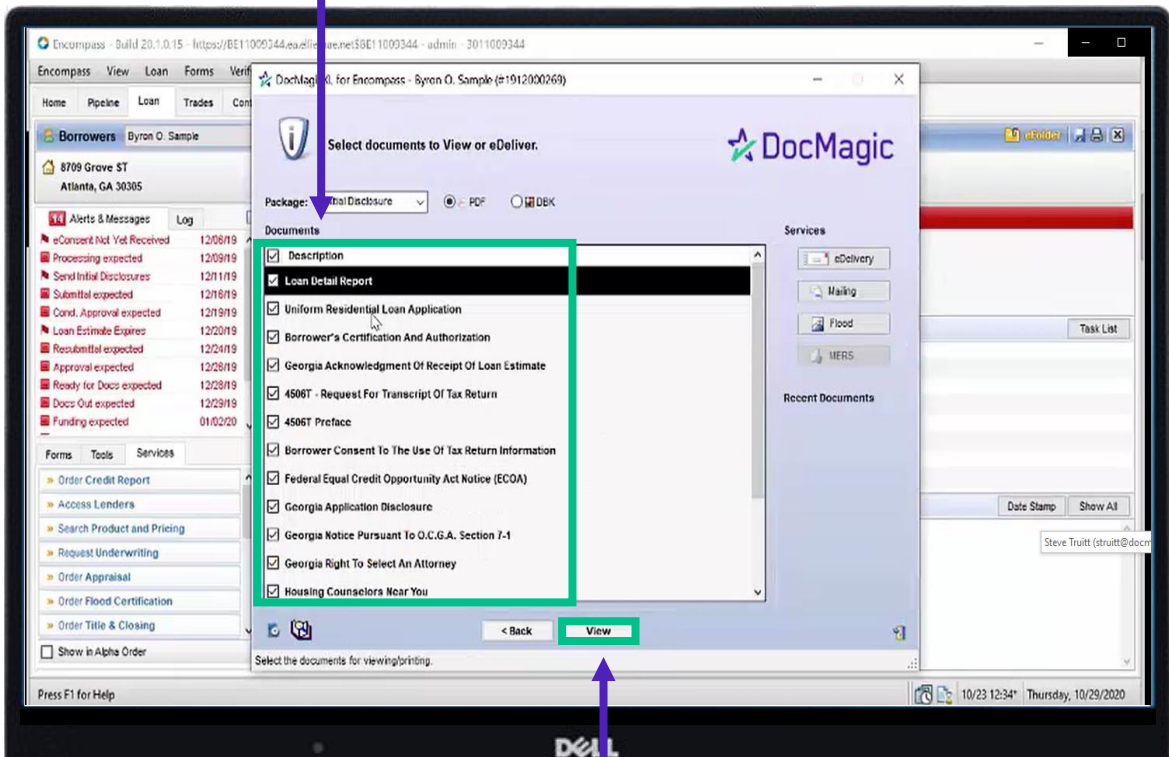 Encompass - Build 20.1.0.15 - https://BE11009344.ea.elliemae.net$BE11009344 - admin - 3011009344
Encompass View Loan Forms Verif
Home Pipeline Loan Trades Con
Borrowers Byron O. Sample
eFolder
8709 Grove ST
Atlanta, GA 30305
14 Alerts & Messages Log
eConsent Not Yet Received 12/06/19
Processing expected 12/09/19
Send Initial Disclosures 12/11/19
Submittal expected 12/16/19
Cond. Approval expected 12/19/19
Loan Estimate Expires 12/20/19
Resubmittal expected 12/24/19
Approval expected 12/26/19
Ready for Docs expected 12/28/19
Docs Out expected 12/29/19
Funding expected 01/02/20
Forms Tools Services
Order Credit Report
Access Lenders
Search Product and Pricing
Request Underwriting
Order Appraisal
Order Flood Certification
Order Title & Closing
Show in Alpha Order
DocMagic XL for Encompass - Byron O. Sample (#1912000269)
Select documents to View or eDeliver.
DocMagic
Package: Disclosure PDF DBK
Documents
Description
Loan Detail Report
Uniform Residential Loan Application
Borrower's Certification And Authorization
Georgia Acknowledgment Of Receipt Of Loan Estimate
4506T - Request For Transcript Of Tax Return
4506T Preface
Borrower Consent To The Use Of Tax Return Information
Federal Equal Credit Opportunity Act Notice (ECOA)
Georgia Application Disclosure
Georgia Notice Pursuant To O.C.G.A. Section 7-1
Georgia Right To Select An Attorney
Housing Counselors Near You
Services
eDelivery
Mailing
Flood
MERS
Recent Documents
< Back View
Select the documents for viewing/printing.
Task List
Date Stamp Show All
Steve Truitt (struitt@docm
Press F1 for Help
10/23 12:34* Thursday, 10/29/2020
DELL